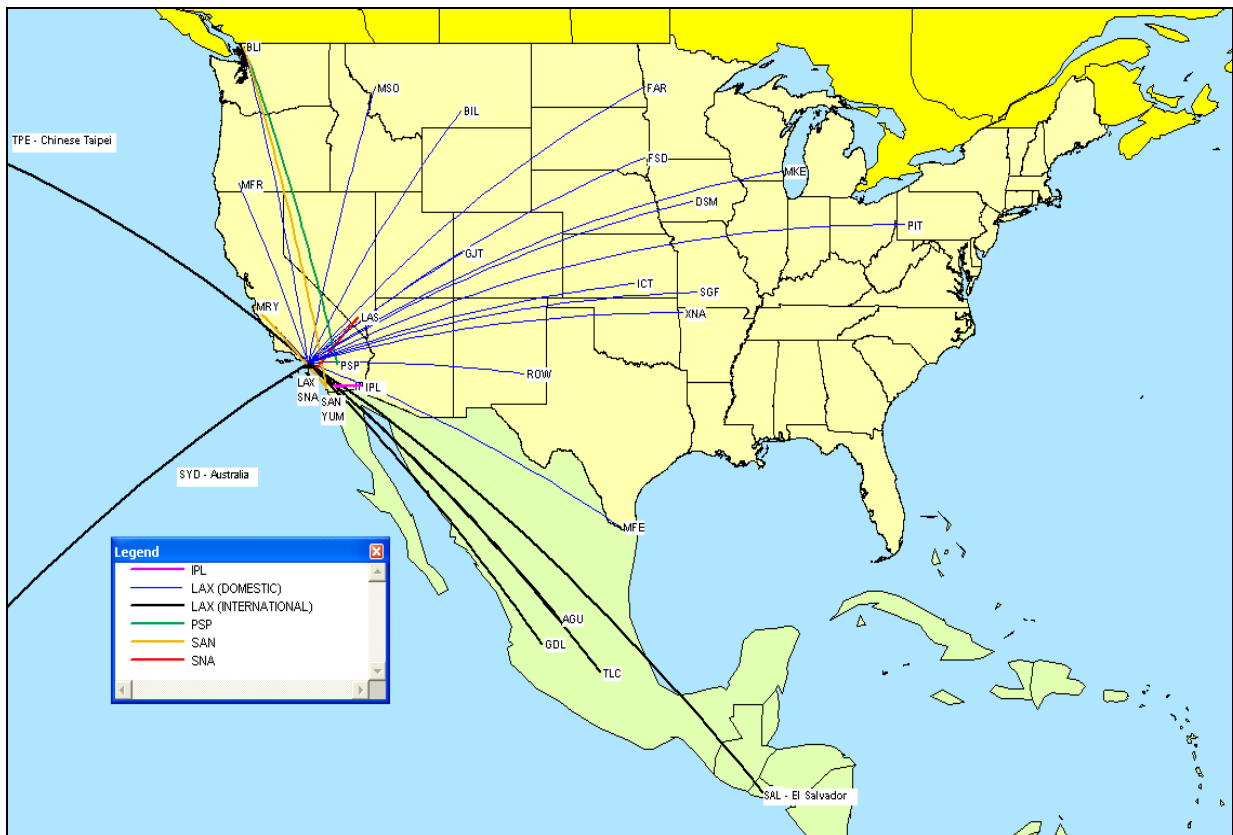 BLI
MSO
FAR
BIL
TPE - Chinese Taipei
FSD
MKE
MFR
DSM
PIT
GJT
ICT
SGF
MRY
XNA
LAS
PSP
ROW
LAX
SNA
IPL
SAN
YUM
SYD - Australia
MFE
Legend
IPL
LAX (DOMESTIC)
LAX (INTERNATIONAL)
PSP
SAN
SNA
AGU
GDL
TLC
SAL - El Salvador